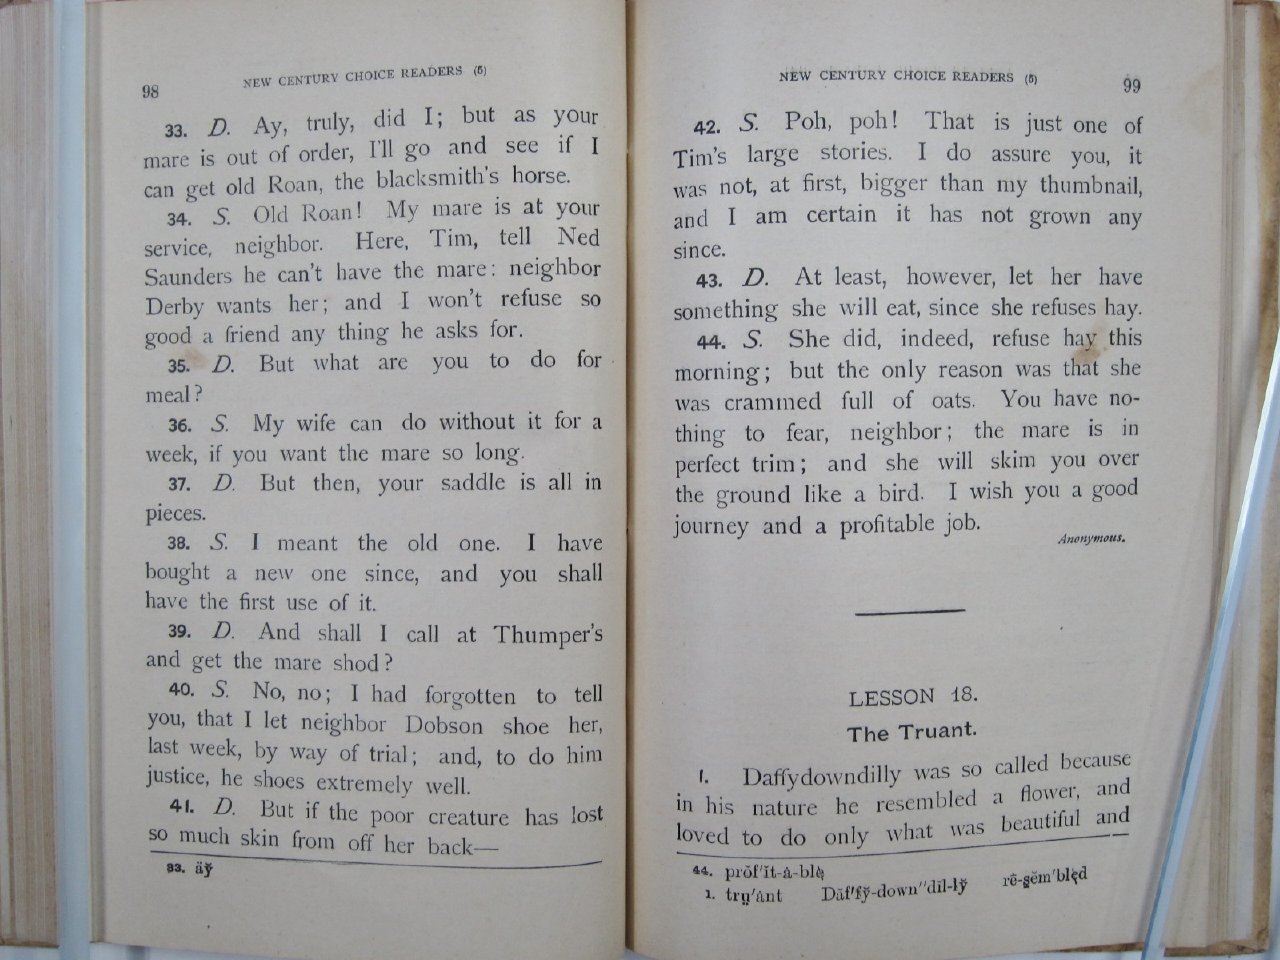 98
NEW CENTURY CHOICE READERS (5)
33. D. Ay, truly, did I; but as your
mare is out of order, I'll go and see if I
can get old Roan, the blacksmith's horse.
34. S. Old Roan! My mare is at your
service, neighbor. Here, Tim, tell Ned
Saunders he can't have the mare: neighbor
Derby wants her; and I won't refuse so
good a friend any thing he asks for.
35. D. But what are you to do for
meal?
36. S. My wife can do without it for a
week, if you want the mare so long.
37. D. But then, your saddle is all in
pieces.
38. S. I meant the old one. I have
bought a new one since, and you shall
have the first use of it.
39. D. And shall I call at Thumper's
and get the mare shod?
40. S. No, no; I had forgotten to tell
you, that I let neighbor Dobson shoe her,
last week, by way of trial; and, to do him
justice, he shoes extremely well.
41. D. But if the poor creature has lost
so much skin from off her back—
33. äy̆
NEW CENTURY CHOICE READERS (5)
99
42. S. Poh, poh! That is just one of
Tim's large stories. I do assure you, it
was not, at first, bigger than my thumbnail,
and I am certain it has not grown any
since.
43. D. At least, however, let her have
something she will eat, since she refuses hay.
44. S. She did, indeed, refuse hay this
morning; but the only reason was that she
was crammed full of oats. You have no-
thing to fear, neighbor; the mare is in
perfect trim; and she will skim you over
the ground like a bird. I wish you a good
journey and a profitable job.
Anonymous.
LESSON 18.
The Truant.
1. Daffydowndilly was so called because
in his nature he resembled a flower, and
loved to do only what was beautiful and
44. prŏf'ĭt-ȧ-blę
1. trṳ'ȧnt Dăf'fy̆-down''dĭl-ly̆ rē-s̱ĕm'blęd